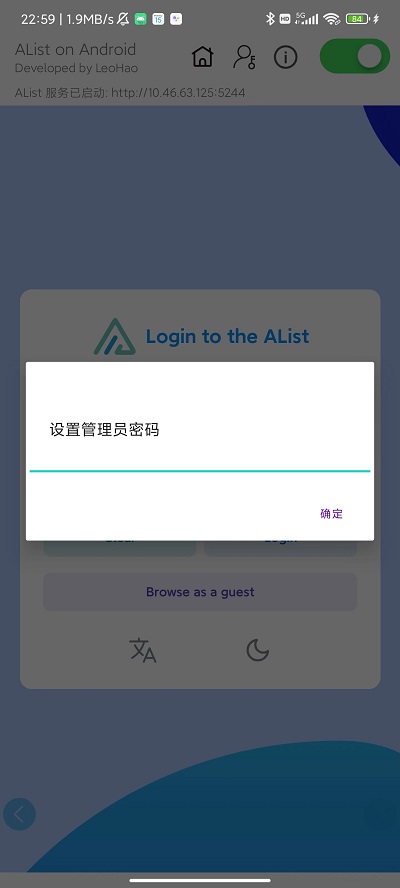 22:59 | 1.9MB/s
HD 5G 84
AList on Android
Developed by LeoHao
AList 服务已启动: http://10.46.63.125:5244
Login to the AList
设置管理员密码
确定
Clear Login
Browse as a guest